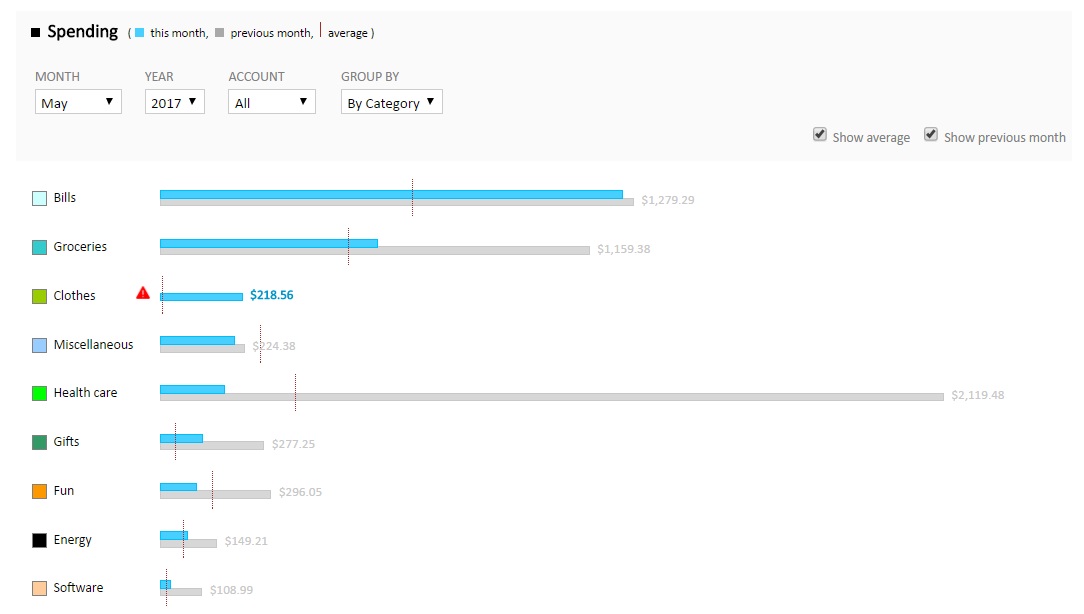 Spending ( this month, previous month, average )
MONTH YEAR ACCOUNT GROUP BY
May 2017 All By Category
Show average Show previous month
Bills $1,279.29
Groceries $1,159.38
Clothes $218.56
Miscellaneous $224.38
Health care $2,119.48
Gifts $277.25
Fun $296.05
Energy $149.21
Software $108.99